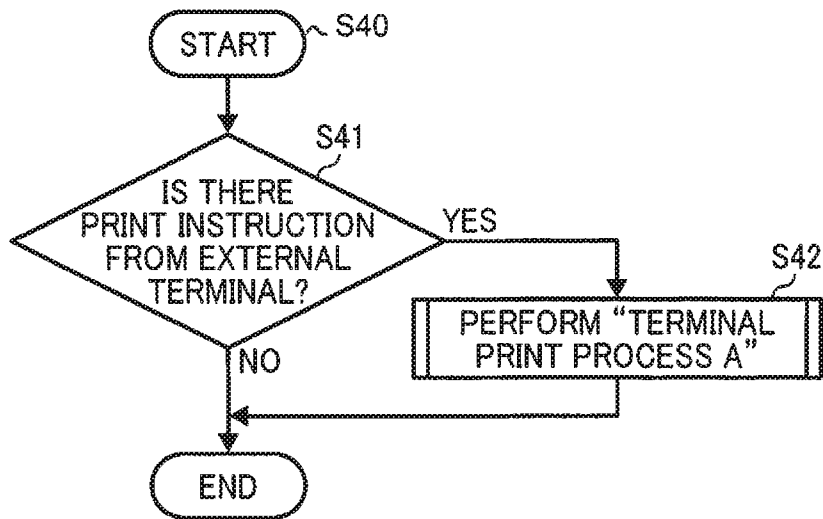 START
S40
S41
IS THERE
PRINT INSTRUCTION
FROM EXTERNAL
TERMINAL?
YES
S42
PERFORM “TERMINAL
PRINT PROCESS A”
NO
END